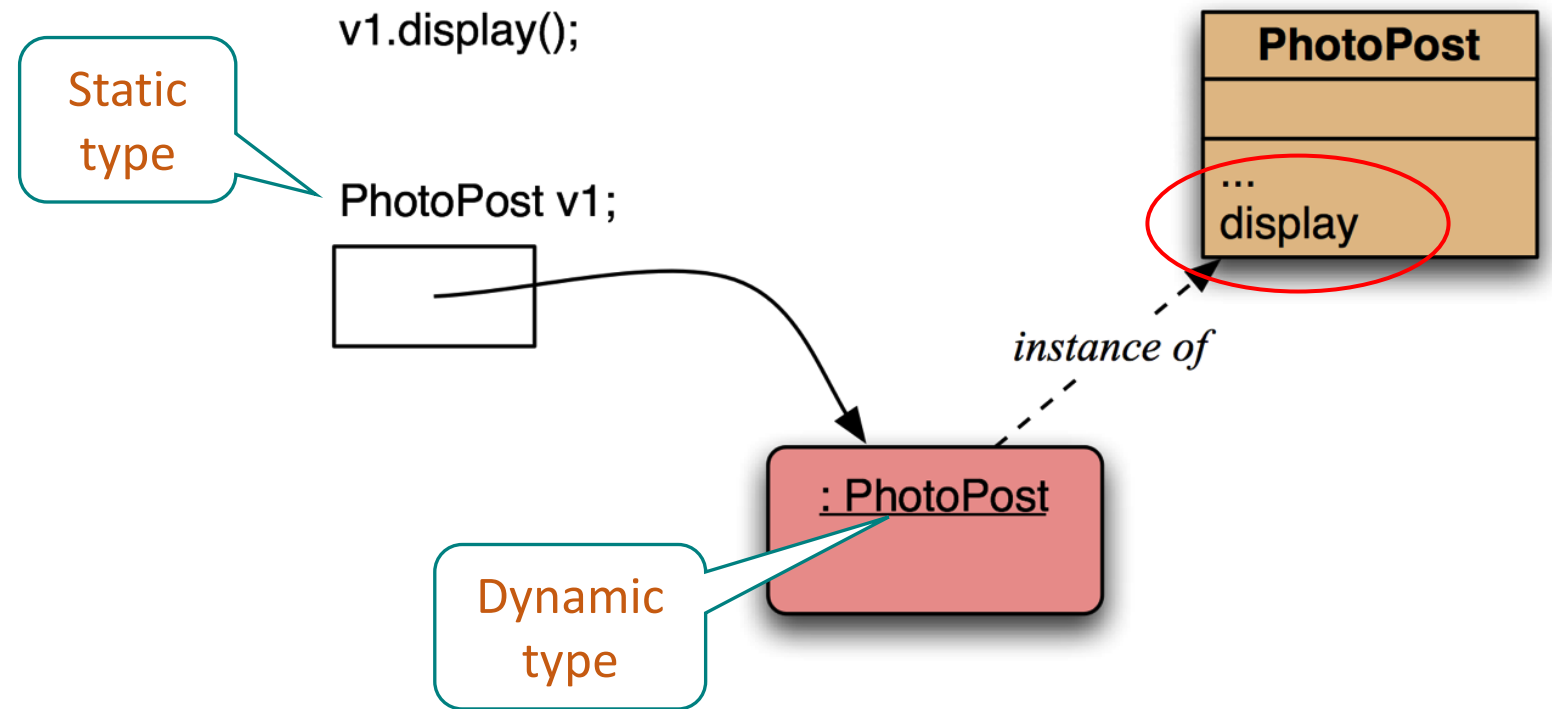 v1.display();
Static
type
PhotoPost v1;
PhotoPost
...
display
instance of
: PhotoPost
Dynamic
type